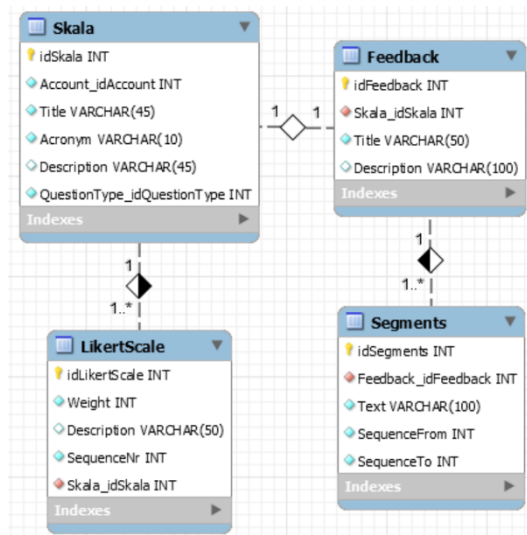 Skala
idSkala INT
Account_idAccount INT
Title VARCHAR(45)
Acronym VARCHAR(10)
Description VARCHAR(45)
QuestionType_idQuestionType INT
Indexes
1 1
Feedback
idFeedback INT
Skala_idSkala INT
Title VARCHAR(50)
Description VARCHAR(100)
Indexes
1
1..*
1
1..*
LikertScale
idLikertScale INT
Weight INT
Description VARCHAR(50)
SequenceNr INT
Skala_idSkala INT
Indexes
Segments
idSegments INT
Feedback_idFeedback INT
Text VARCHAR(100)
SequenceFrom INT
SequenceTo INT
Indexes